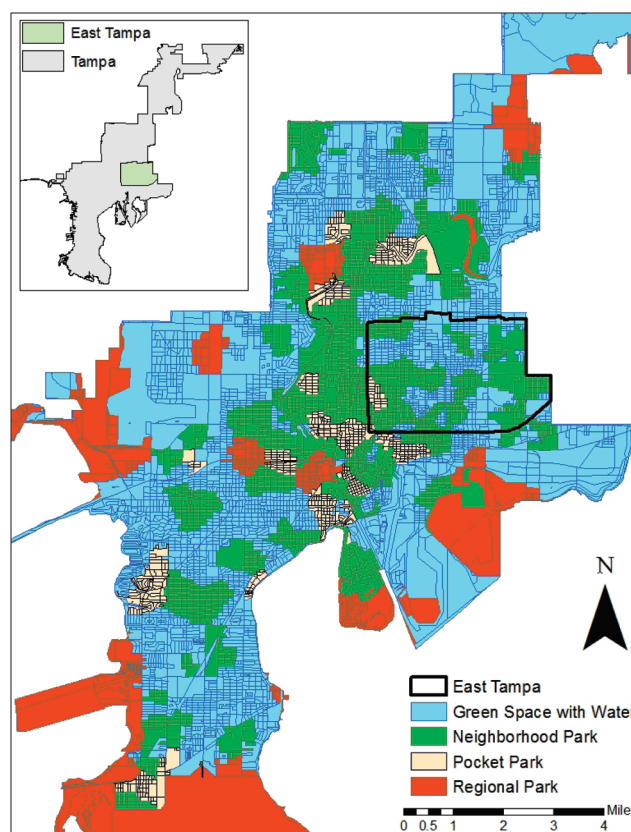 East Tampa
Tampa
N
East Tampa
Green Space with Water
Neighborhood Park
Pocket Park
Regional Park
Mile
0 0.5 1 2 3 4